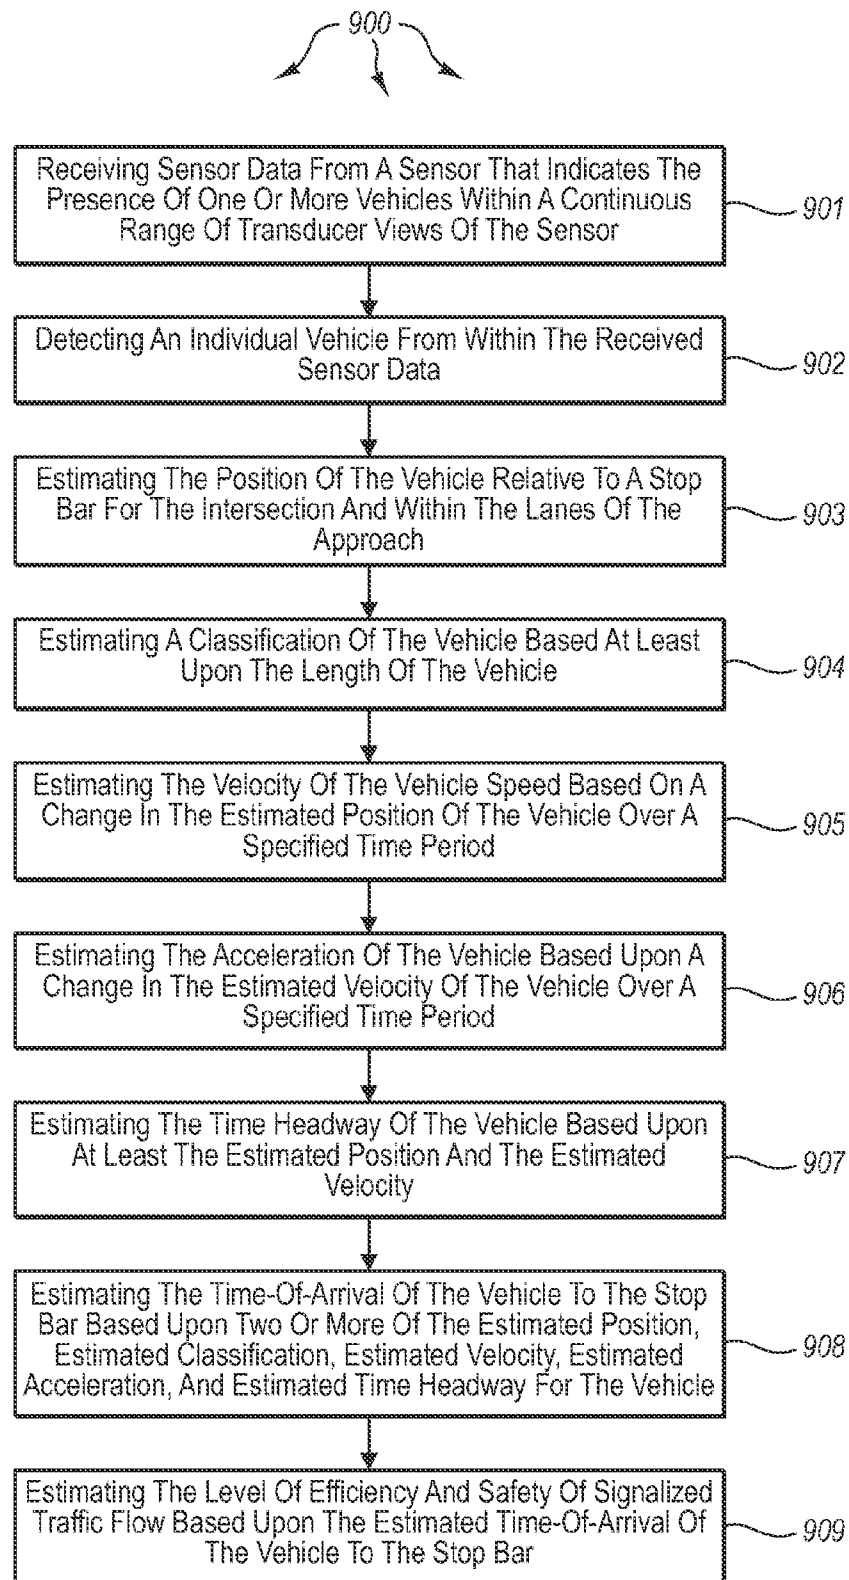 900
Receiving Sensor Data From A Sensor That Indicates The
Presence Of One Or More Vehicles Within A Continuous
Range Of Transducer Views Of The Sensor
901
Detecting An Individual Vehicle From Within The Received
Sensor Data
902
Estimating The Position Of The Vehicle Relative To A Stop
Bar For The Intersection And Within The Lanes Of The
Approach
903
Estimating A Classification Of The Vehicle Based At Least
Upon The Length Of The Vehicle
904
Estimating The Velocity Of The Vehicle Speed Based On A
Change In The Estimated Position Of The Vehicle Over A
Specified Time Period
905
Estimating The Acceleration Of The Vehicle Based Upon A
Change In The Estimated Velocity Of The Vehicle Over A
Specified Time Period
906
Estimating The Time Headway Of The Vehicle Based Upon
At Least The Estimated Position And The Estimated
Velocity
907
Estimating The Time-Of-Arrival Of The Vehicle To The Stop
Bar Based Upon Two Or More Of The Estimated Position,
Estimated Classification, Estimated Velocity, Estimated
Acceleration, And Estimated Time Headway For The Vehicle
908
Estimating The Level Of Efficiency And Safety Of Signalized
Traffic Flow Based Upon The Estimated Time-Of-Arrival Of
The Vehicle To The Stop Bar
909